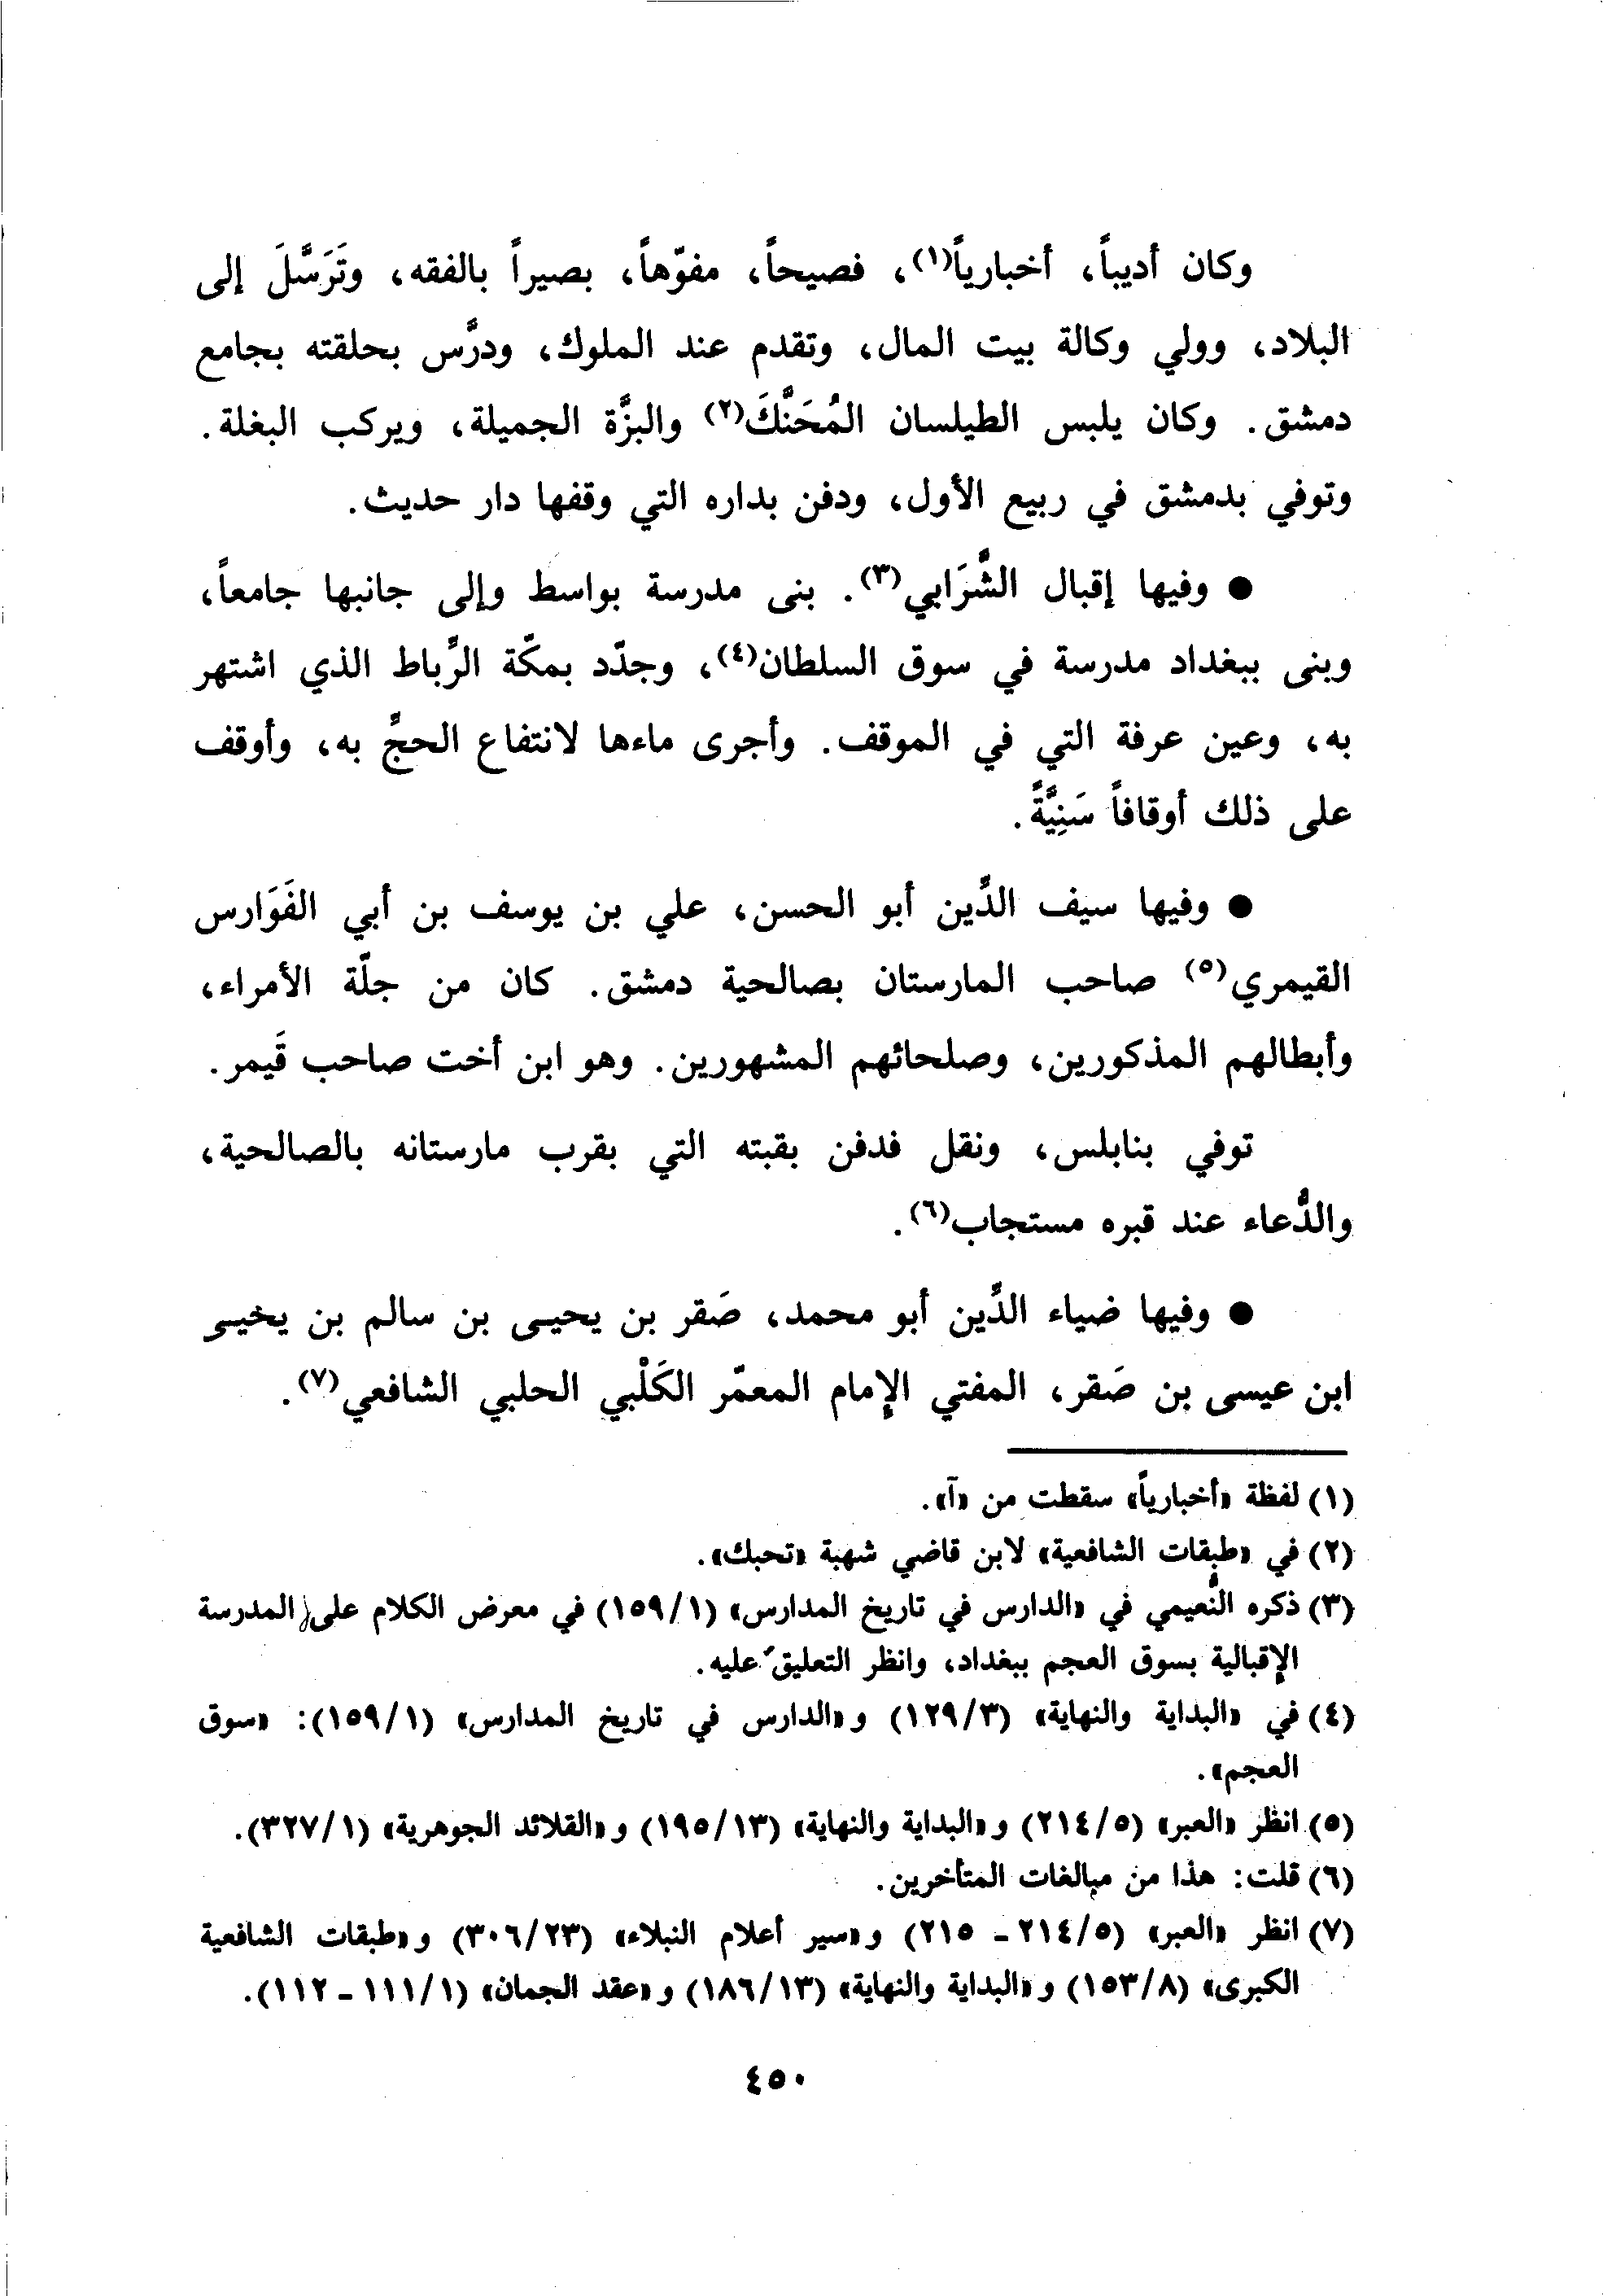 وكان أديباً، أخبارياً(١)، فصيحاً، مفوّهاً، بصيراً بالفقه، وتَرَسَّلَ إلى
البلاد، وولي وكالة بيت المال، وتقدم عند الملوك، ودرَّس بحلقته بجامع
دمشق. وكان يلبس الطيلسان المُحَنَّكَ(٢) والبزَّة الجميلة، ويركب البغلة.
وتوفي بدمشق في ربيع الأول، ودفن بداره التي وقفها دار حديث.
● وفيها إقبال الشَّرَابي(٣). بنى مدرسة بواسط وإلى جانبها جامعاً،
وبنى ببغداد مدرسة في سوق السلطان(٤)، وجدّد بمكّة الرِّباط الذي اشتهر
به، وعين عرفة التي في الموقف. وأجرى ماءها لانتفاع الحجِّ به، وأوقف
على ذلك أوقافاً سَنِيَّةً.
● وفيها سيف الدِّين أبو الحسن، علي بن يوسف بن أبي الفَوَارس
القيمري(٥) صاحب المارستان بصالحية دمشق. كان من جلّة الأمراء،
وأبطالهم المذكورين، وصلحائهم المشهورين. وهو ابن أخت صاحب قَيمر.
توفي بنابلس، ونقل فدفن بقبته التي بقرب مارستانه بالصالحية،
والدُّعاء عند قبره مستجاب(٦).
● وفيها ضياء الدِّين أبو محمد، صَقر بن يحيـى بن سالم بن يخيـى
ابن عيسى بن صَقر، المفتي الإمام المعمّر الكَلْبي الحلبي الشافعي(٧).
(١) لفظة «أخبارياً» سقطت من «آ».
(٢) في «طبقات الشافعية» لابن قاضي شهبة «تحبك».
(٣) ذكره النُّعيمي في «الدارس في تاريخ المدارس» (١/١٥٩) في معرض الكلام على المدرسة
الإقبالية بسوق العجم ببغداد، وانظر التعليق عليه.
(٤) في «البداية والنهاية» (٣/١٢٩) و«الدارس في تاريخ المدارس» (١/١٥٩): «سوق
العجم».
(٥) انظر «العبر» (٥/٢١٤) و«البداية والنهاية» (١٣/١٩٥) و«القلائد الجوهرية» (١/٣٢٧).
(٦) قلت: هذا من مبالغات المتأخرين.
(٧) انظر «العبر» (٥/٢١٤ - ٢١٥) و«سير أعلام النبلاء» (٢٣/٣٠٦) و«طبقات الشافعية
الكبرى» (٨/١٥٣) و«البداية والنهاية» (١٣/١٨٦) و«عقد الجمان» (١/١١١ - ١١٢).
٤٥٠